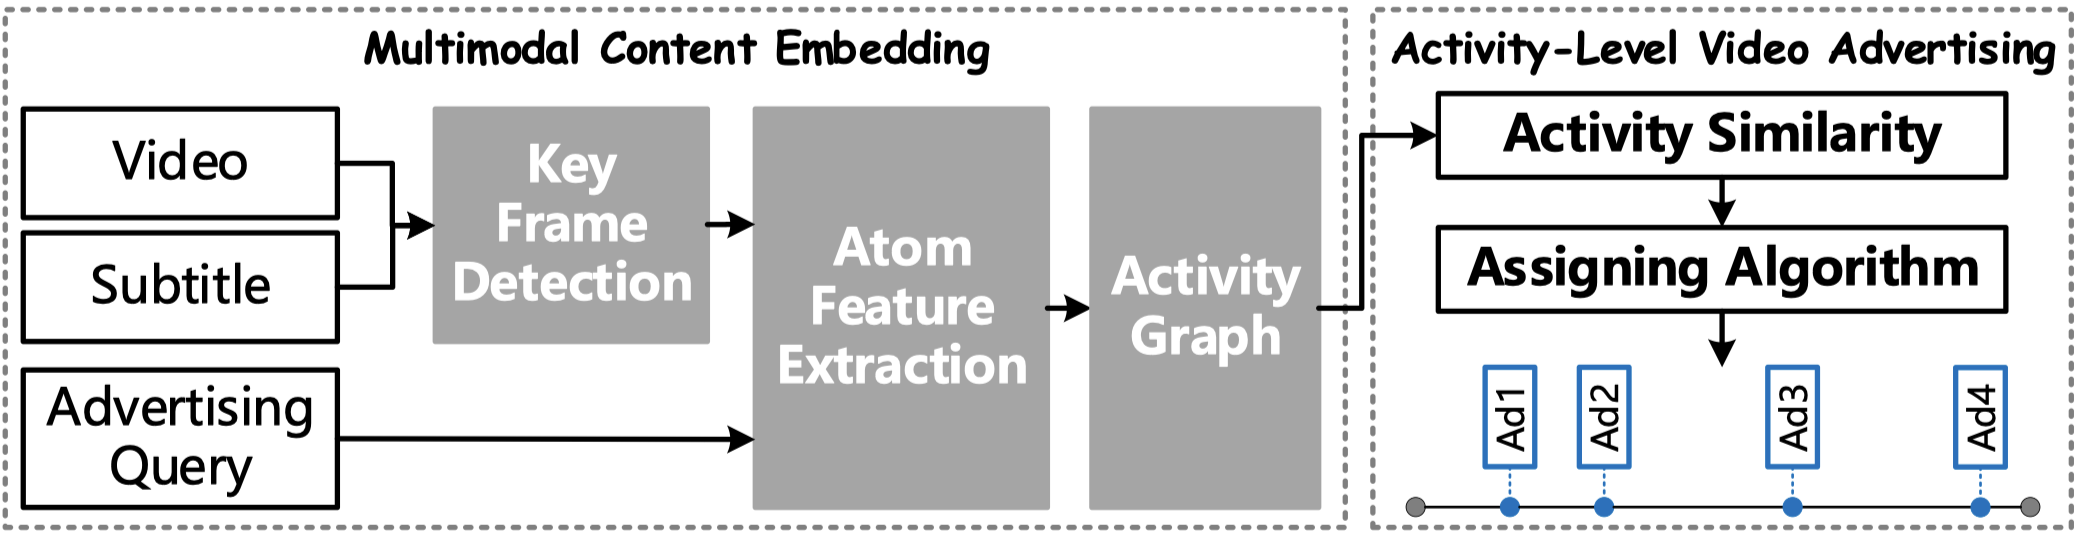 Multimodal Content Embedding
Video
Subtitle
Advertising
Query
Key
Frame
Detection
Atom
Feature
Extraction
Activity
Graph
Activity-Level Video Advertising
Activity Similarity
Assigning Algorithm
Ad1
Ad2
Ad3
Ad4